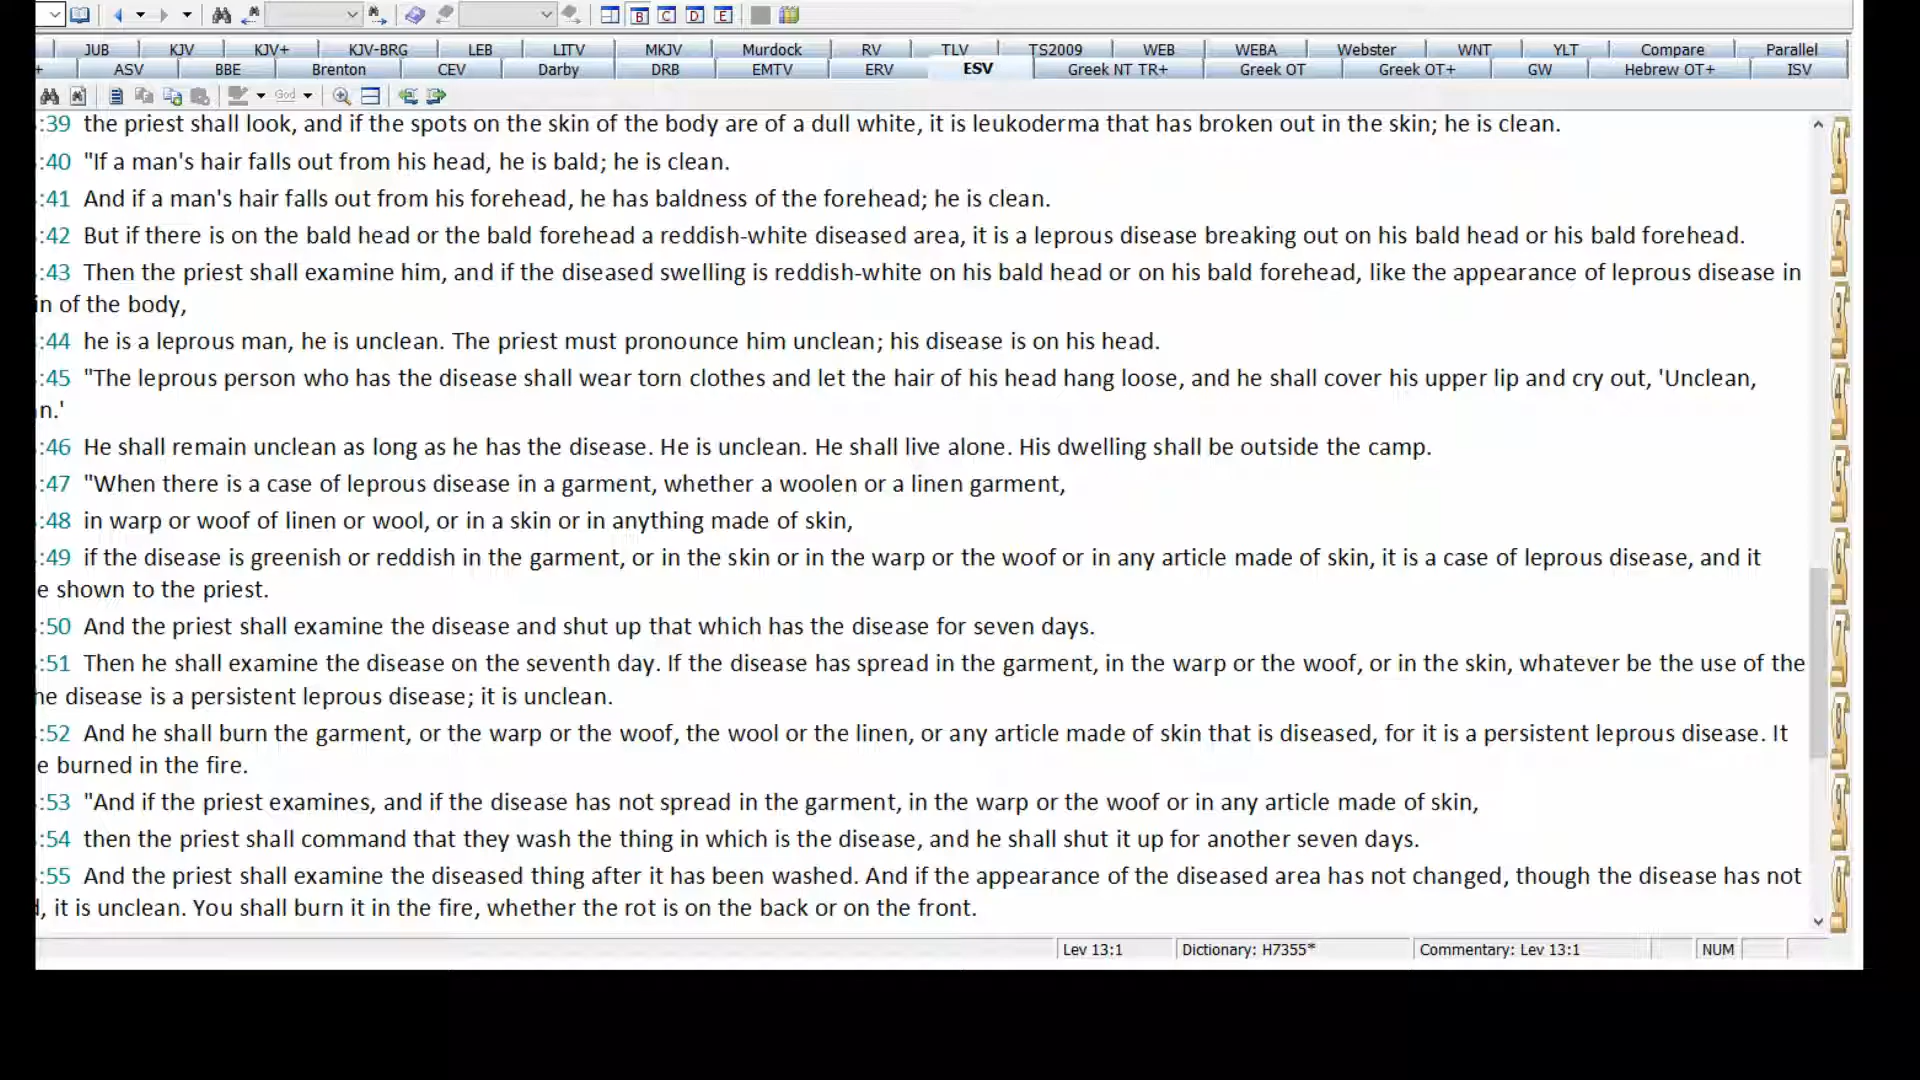 B C D E
JUB KJV KJV+ KJV-BRG LEB LITV MKJV Murdock RV TLV TS2009 WEB WEBA Webster WNT YLT Compare Parallel
+ ASV BBE Brenton CEV Darby DRB EMTV ERV ESV Greek NT TR+ Greek OT Greek OT+ GW Hebrew OT+ ISV
God
:39 the priest shall look, and if the spots on the skin of the body are of a dull white, it is leukoderma that has broken out in the skin; he is clean.
:40 "If a man's hair falls out from his head, he is bald; he is clean.
:41 And if a man's hair falls out from his forehead, he has baldness of the forehead; he is clean.
:42 But if there is on the bald head or the bald forehead a reddish-white diseased area, it is a leprous disease breaking out on his bald head or his bald forehead.
:43 Then the priest shall examine him, and if the diseased swelling is reddish-white on his bald head or on his bald forehead, like the appearance of leprous disease in
in of the body,
:44 he is a leprous man, he is unclean. The priest must pronounce him unclean; his disease is on his head.
:45 "The leprous person who has the disease shall wear torn clothes and let the hair of his head hang loose, and he shall cover his upper lip and cry out, 'Unclean,
n.'
:46 He shall remain unclean as long as he has the disease. He is unclean. He shall live alone. His dwelling shall be outside the camp.
:47 "When there is a case of leprous disease in a garment, whether a woolen or a linen garment,
:48 in warp or woof of linen or wool, or in a skin or in anything made of skin,
:49 if the disease is greenish or reddish in the garment, or in the skin or in the warp or the woof or in any article made of skin, it is a case of leprous disease, and it
e shown to the priest.
:50 And the priest shall examine the disease and shut up that which has the disease for seven days.
:51 Then he shall examine the disease on the seventh day. If the disease has spread in the garment, in the warp or the woof, or in the skin, whatever be the use of the
he disease is a persistent leprous disease; it is unclean.
:52 And he shall burn the garment, or the warp or the woof, the wool or the linen, or any article made of skin that is diseased, for it is a persistent leprous disease. It
e burned in the fire.
:53 "And if the priest examines, and if the disease has not spread in the garment, in the warp or the woof or in any article made of skin,
:54 then the priest shall command that they wash the thing in which is the disease, and he shall shut it up for another seven days.
:55 And the priest shall examine the diseased thing after it has been washed. And if the appearance of the diseased area has not changed, though the disease has not
d, it is unclean. You shall burn it in the fire, whether the rot is on the back or on the front.
1
2
3
4
5
6
7
8
9
0
Lev 13:1 Dictionary: H7355* Commentary: Lev 13:1 NUM